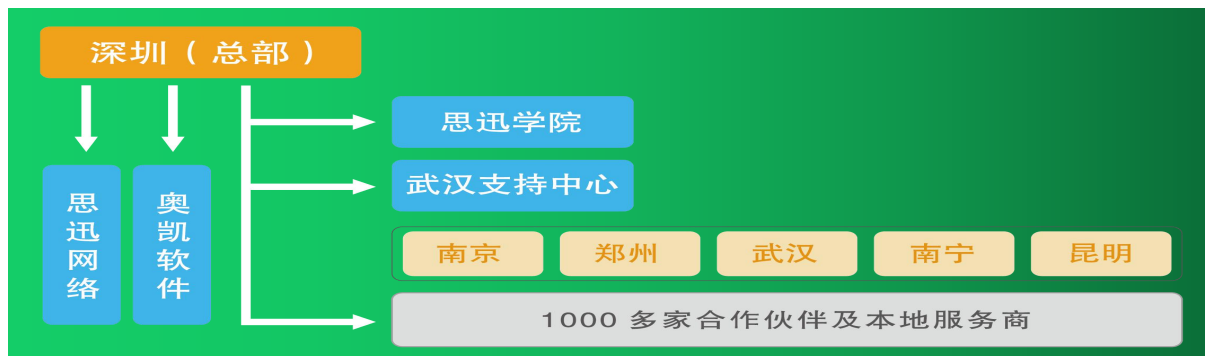 深圳（总部）
思迅网络
奥凯软件
思迅学院
武汉支持中心
南京 郑州 武汉 南宁 昆明
1000 多家合作伙伴及本地服务商